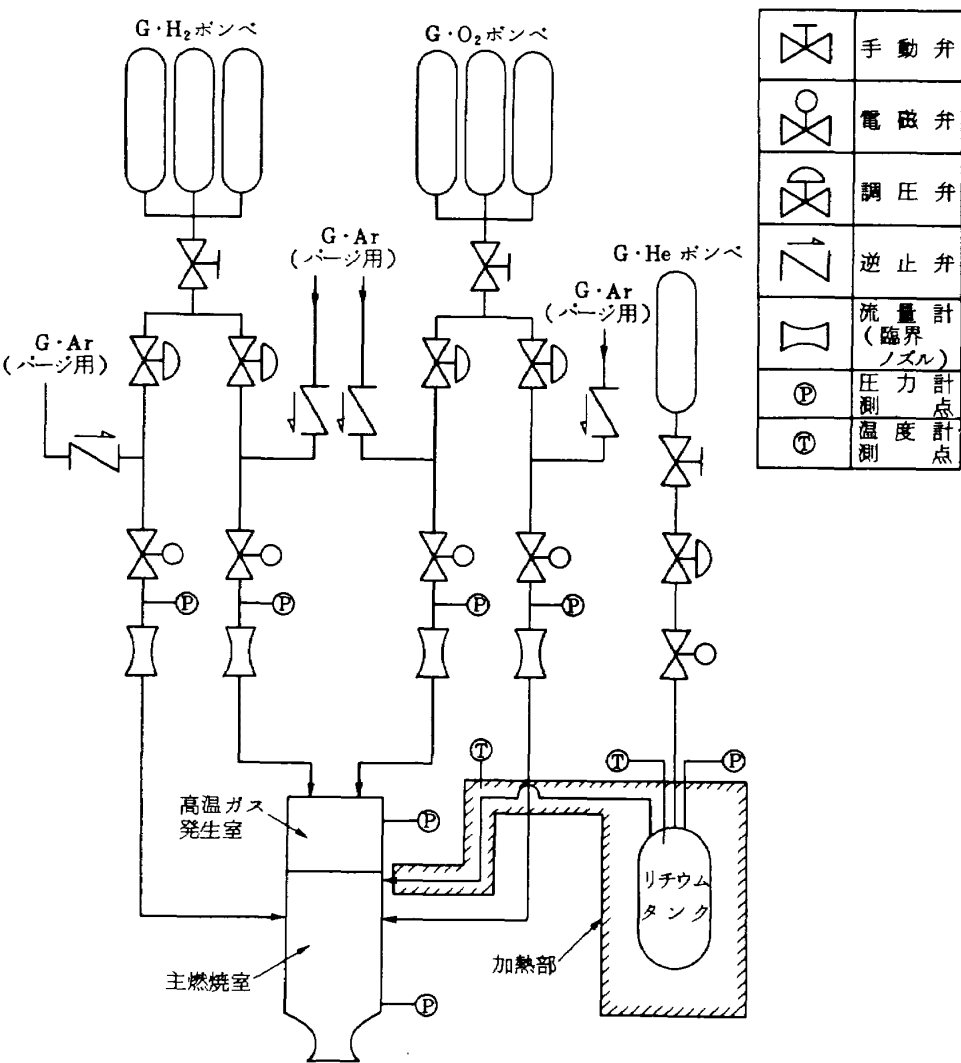 G・H₂ボンベ
G・O₂ボンベ
手動弁
電磁弁
調圧弁
逆止弁
流量計
(臨界
ノズル)
Ⓟ
圧力計
測点
Ⓣ
温度計
測点
G・Ar
(パージ用)
G・He ボンベ
G・Ar
(パージ用)
G・Ar
(パージ用)
Ⓟ
Ⓟ
Ⓟ
Ⓟ
Ⓣ
Ⓣ
Ⓟ
高温ガス
発生室
Ⓟ
リチウム
タンク
主燃焼室
加熱部
Ⓟ